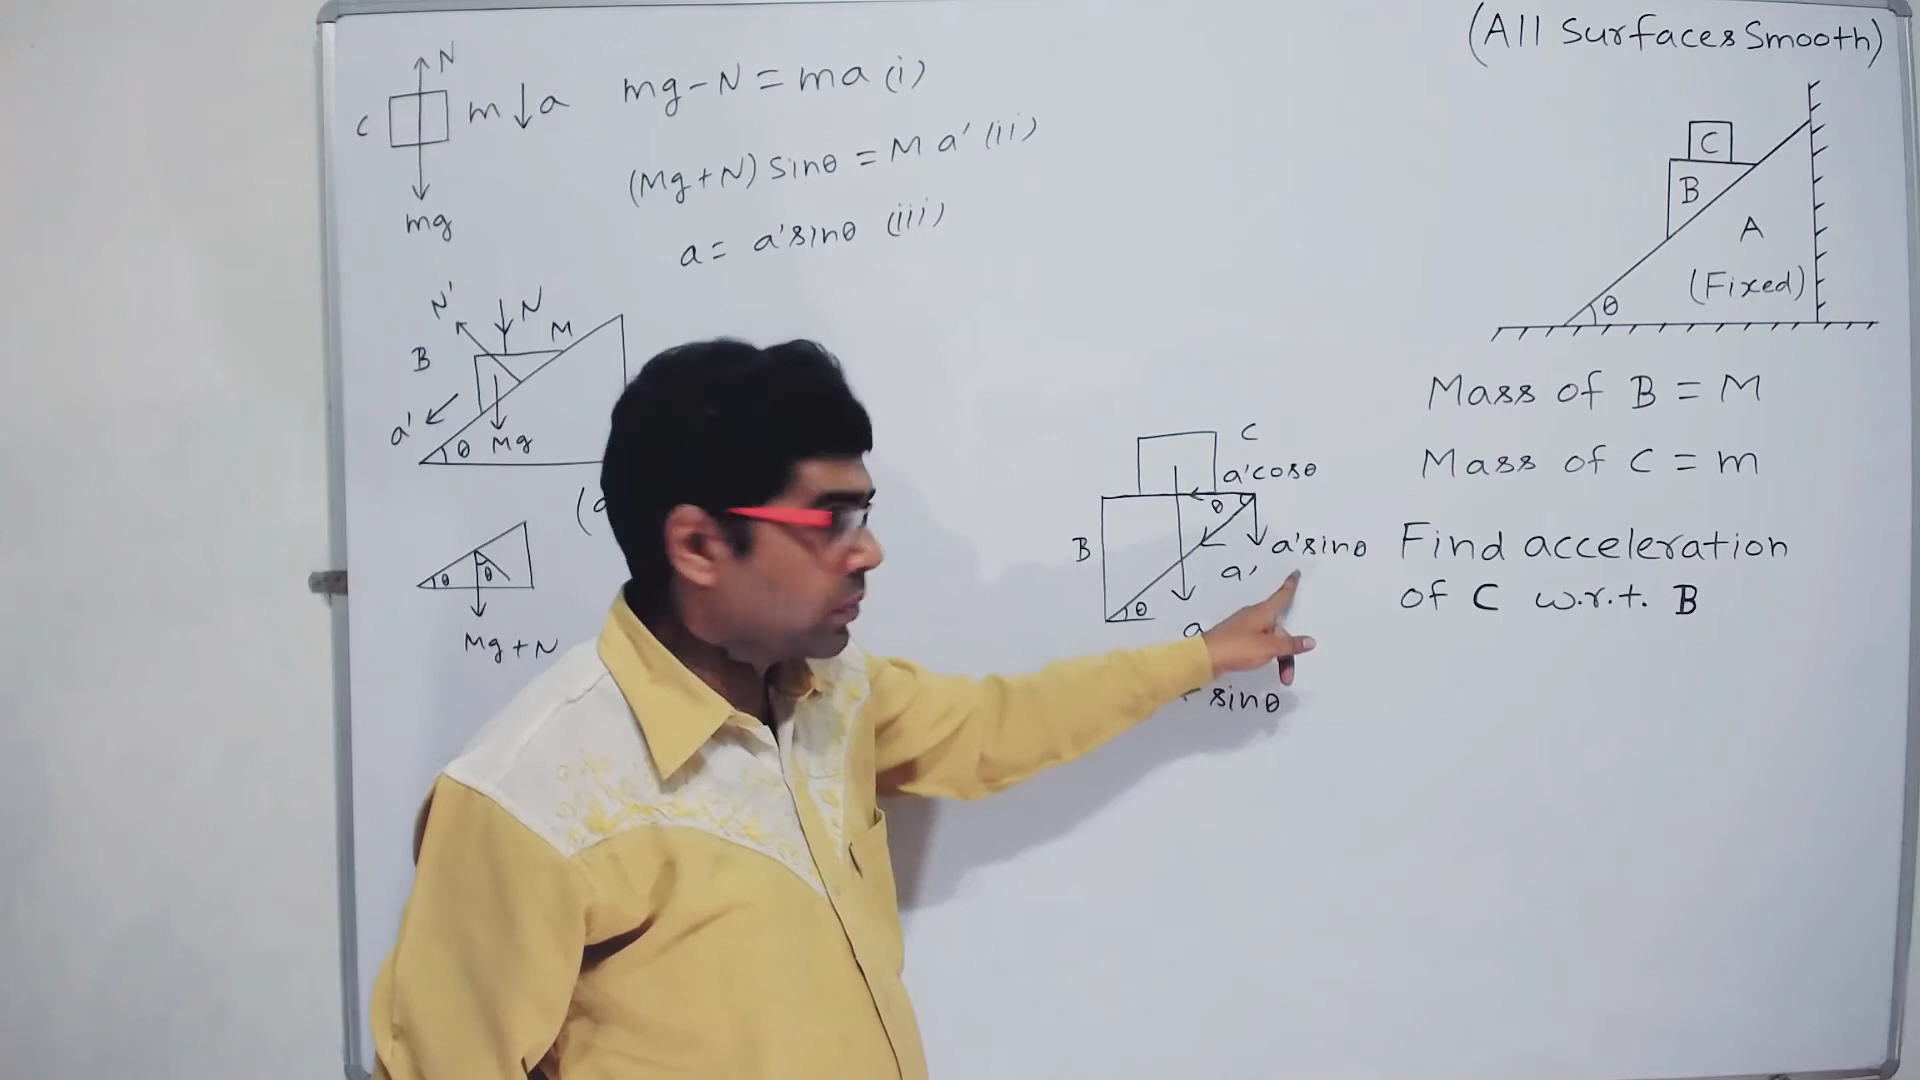 (All Surfaces Smooth)
N
C
m ↓ a
mg
mg - N = ma (i)
(Mg + N) sinθ = M a' (ii)
a = a' sinθ (iii)
N'
N
M
B
a'
θ
Mg
θ
θ
Mg + N
C
B
A
(Fixed)
θ
Mass of B = M
Mass of C = m
Find acceleration
of C w.r.t. B
C
a'cosθ
θ
B
a'sinθ
a'
θ
a
sinθ